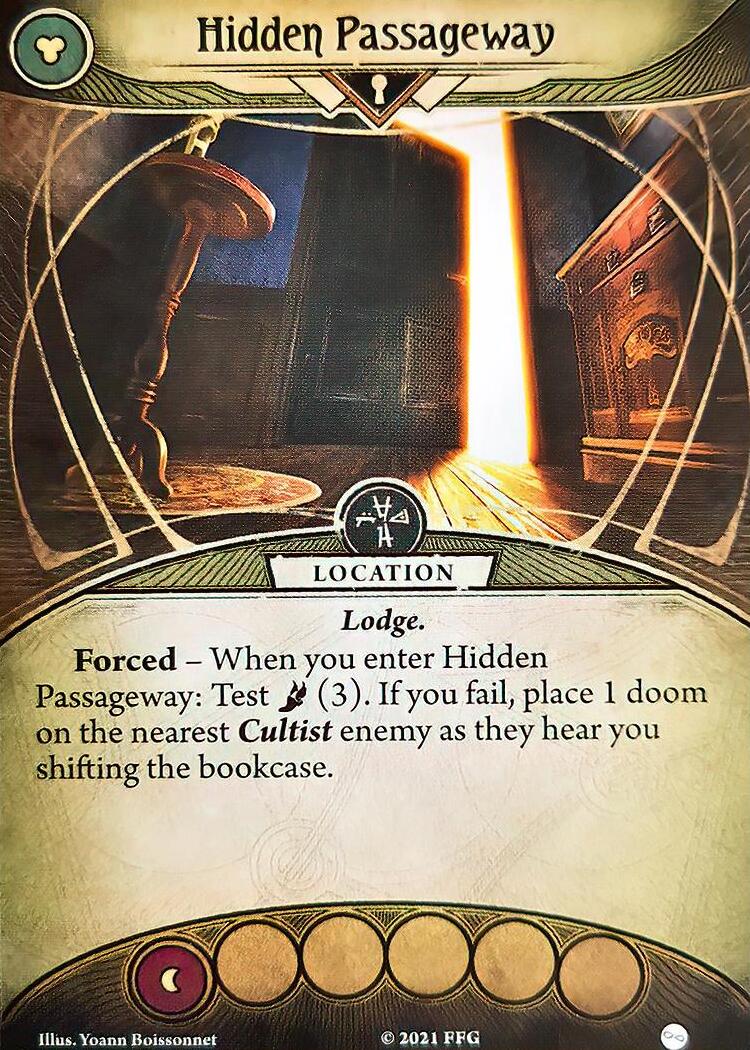 Hidden Passageway
LOCATION
Lodge.
Forced – When you enter Hidden
Passageway: Test (3). If you fail, place 1 doom
on the nearest Cultist enemy as they hear you
shifting the bookcase.
Illus. Yoann Boissonnet
© 2021 FFG